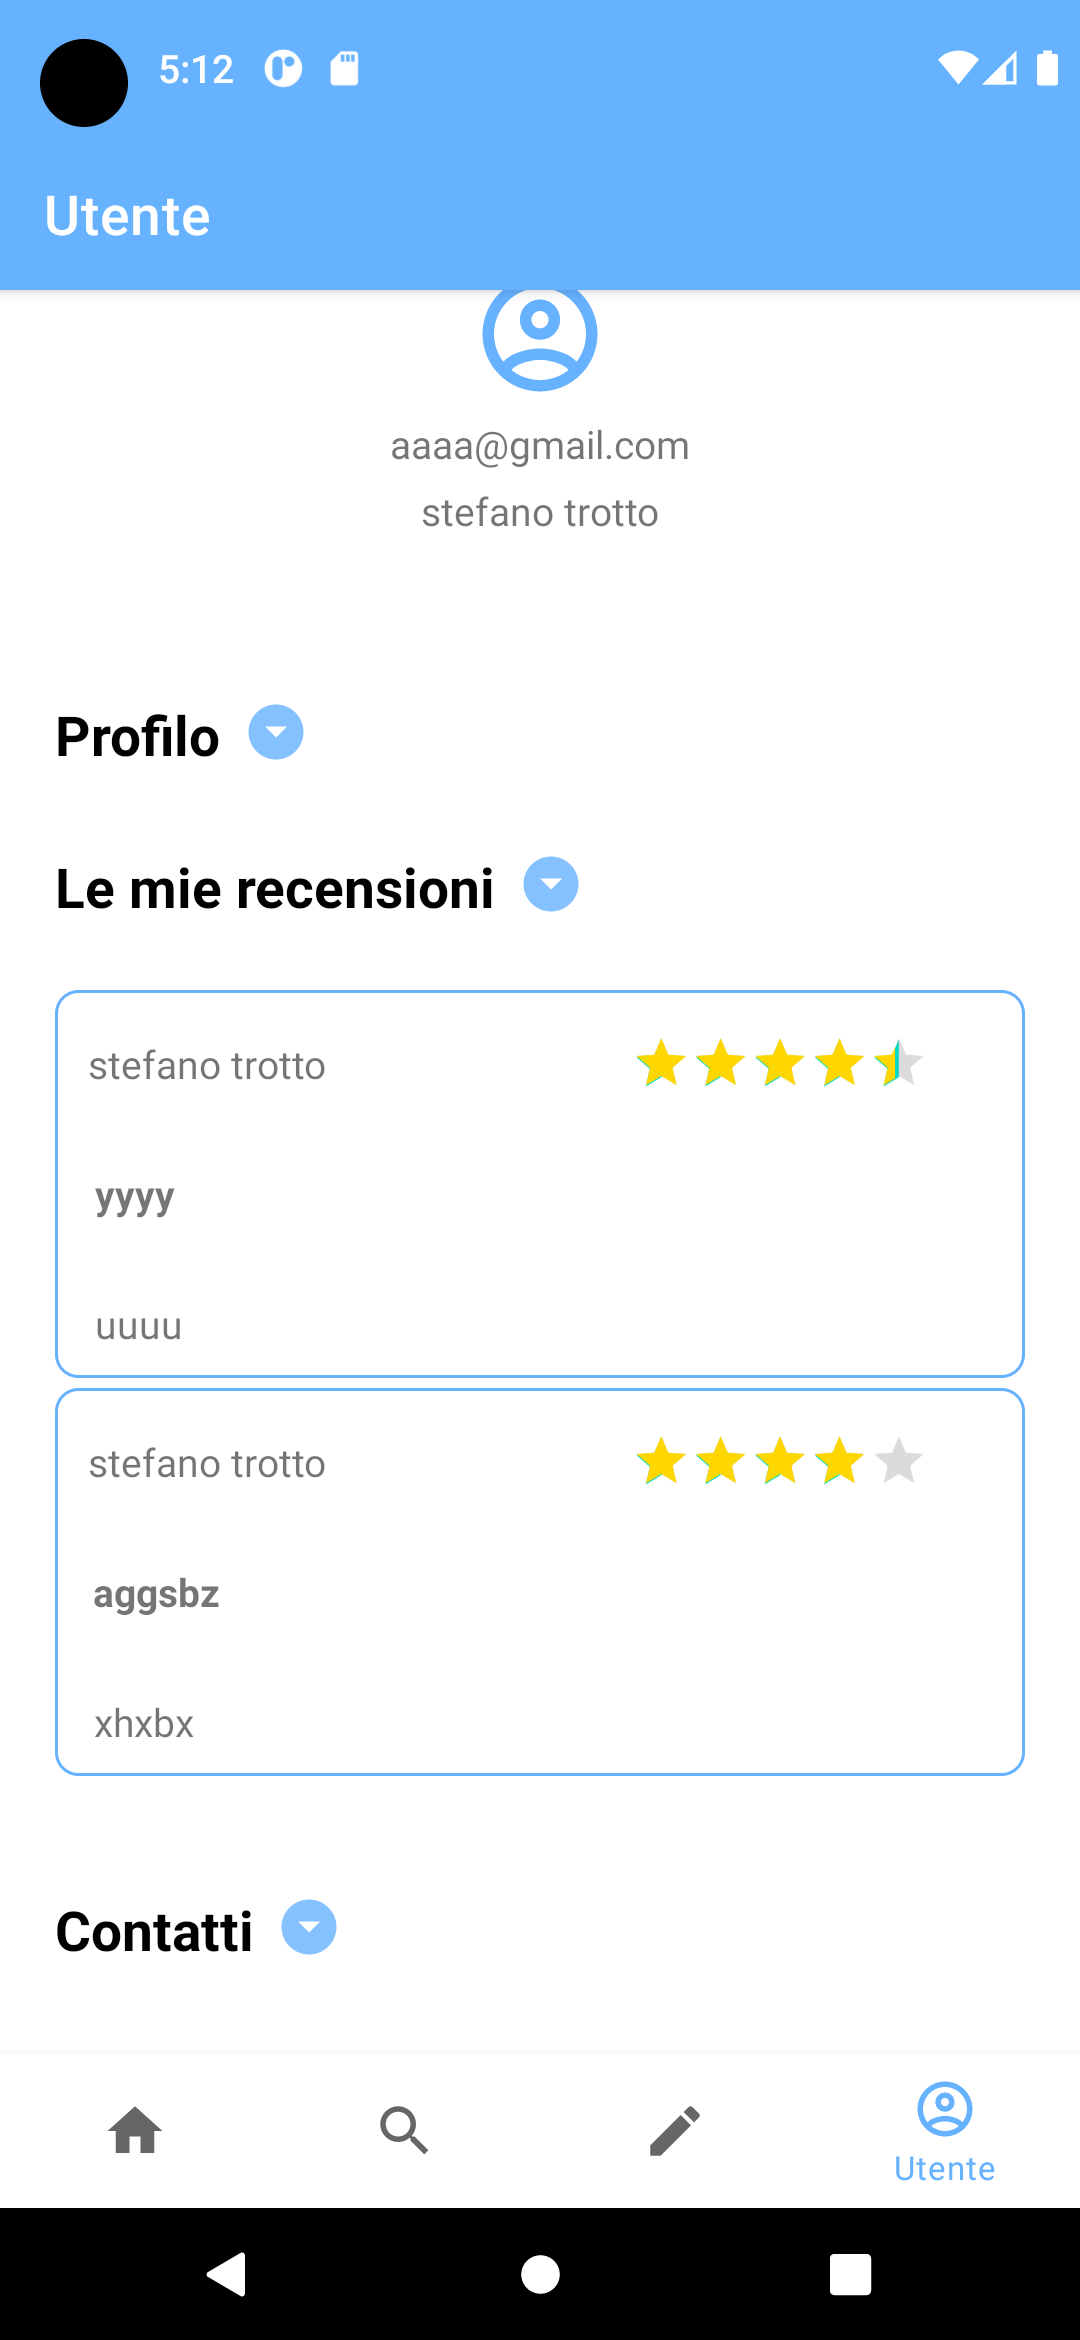 5:12
Utente
aaaa@gmail.com
stefano trotto
Profilo
Le mie recensioni
stefano trotto
yyyy
uuuu
stefano trotto
aggsbz
xhxbx
Contatti
Utente